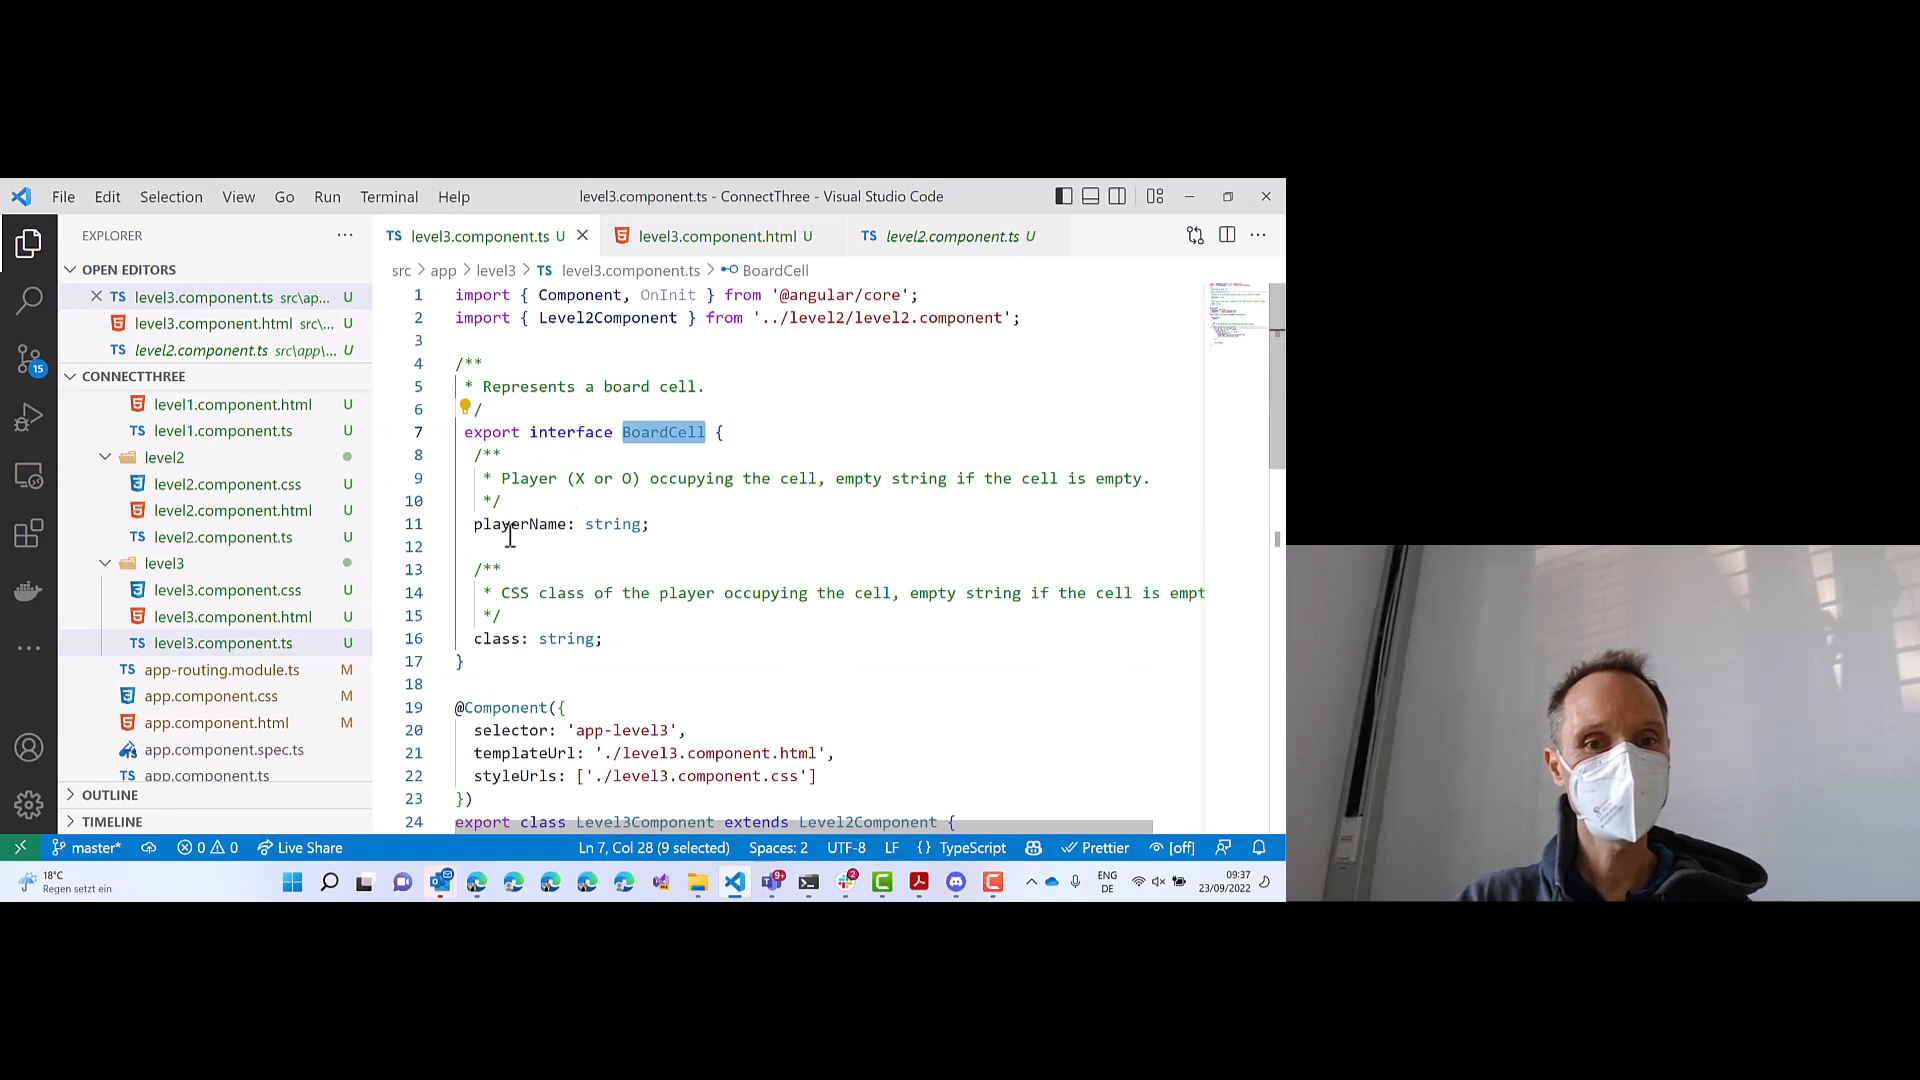 File Edit Selection View Go Run Terminal Help level3.component.ts - ConnectThree - Visual Studio Code
EXPLORER
OPEN EDITORS
level3.component.ts src\ap... U
level3.component.html src\... U
level2.component.ts src\app\... U
CONNECTTHREE
level1.component.html U
level1.component.ts U
level2
level2.component.css U
level2.component.html U
level2.component.ts U
level3
level3.component.css U
level3.component.html U
level3.component.ts U
app-routing.module.ts M
app.component.css M
app.component.html M
app.component.spec.ts
app.component.ts
OUTLINE
TIMELINE
15
TS level3.component.ts U level3.component.html U TS level2.component.ts U
src > app > level3 > TS level3.component.ts > BoardCell
1 import { Component, OnInit } from '@angular/core';
2 import { Level2Component } from '../level2/level2.component';
3
4 /**
5 * Represents a board cell.
6 */
7 export interface BoardCell {
8 /**
9 * Player (X or O) occupying the cell, empty string if the cell is empty.
10 */
11 playerName: string;
12
13 /**
14 * CSS class of the player occupying the cell, empty string if the cell is empt
15 */
16 class: string;
17 }
18
19 @Component({
20 selector: 'app-level3',
21 templateUrl: './level3.component.html',
22 styleUrls: ['./level3.component.css']
23 })
24 export class Level3Component extends Level2Component {
master* 0 0 Live Share Ln 7, Col 28 (9 selected) Spaces: 2 UTF-8 LF {} TypeScript Prettier [off]
18°C
Regen setzt ein
9+
2
ENG
DE
09:37
23/09/2022